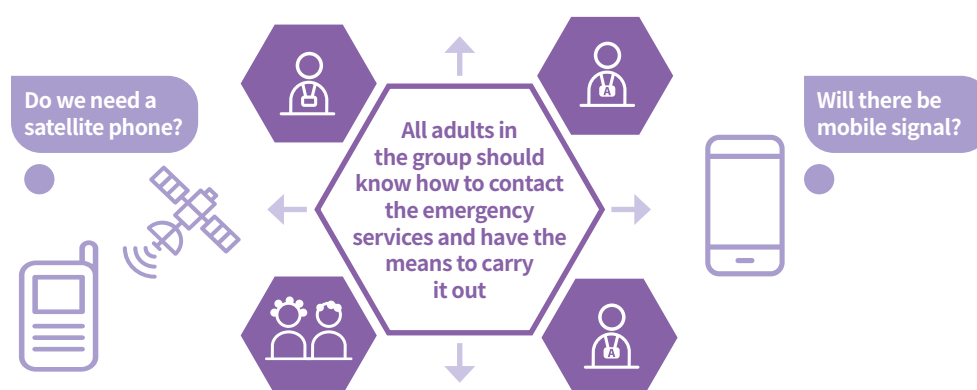 Do we need a
satellite phone?
All adults in
the group should
know how to contact
the emergency
services and have the
means to carry
it out
Will there be
mobile signal?
A
A